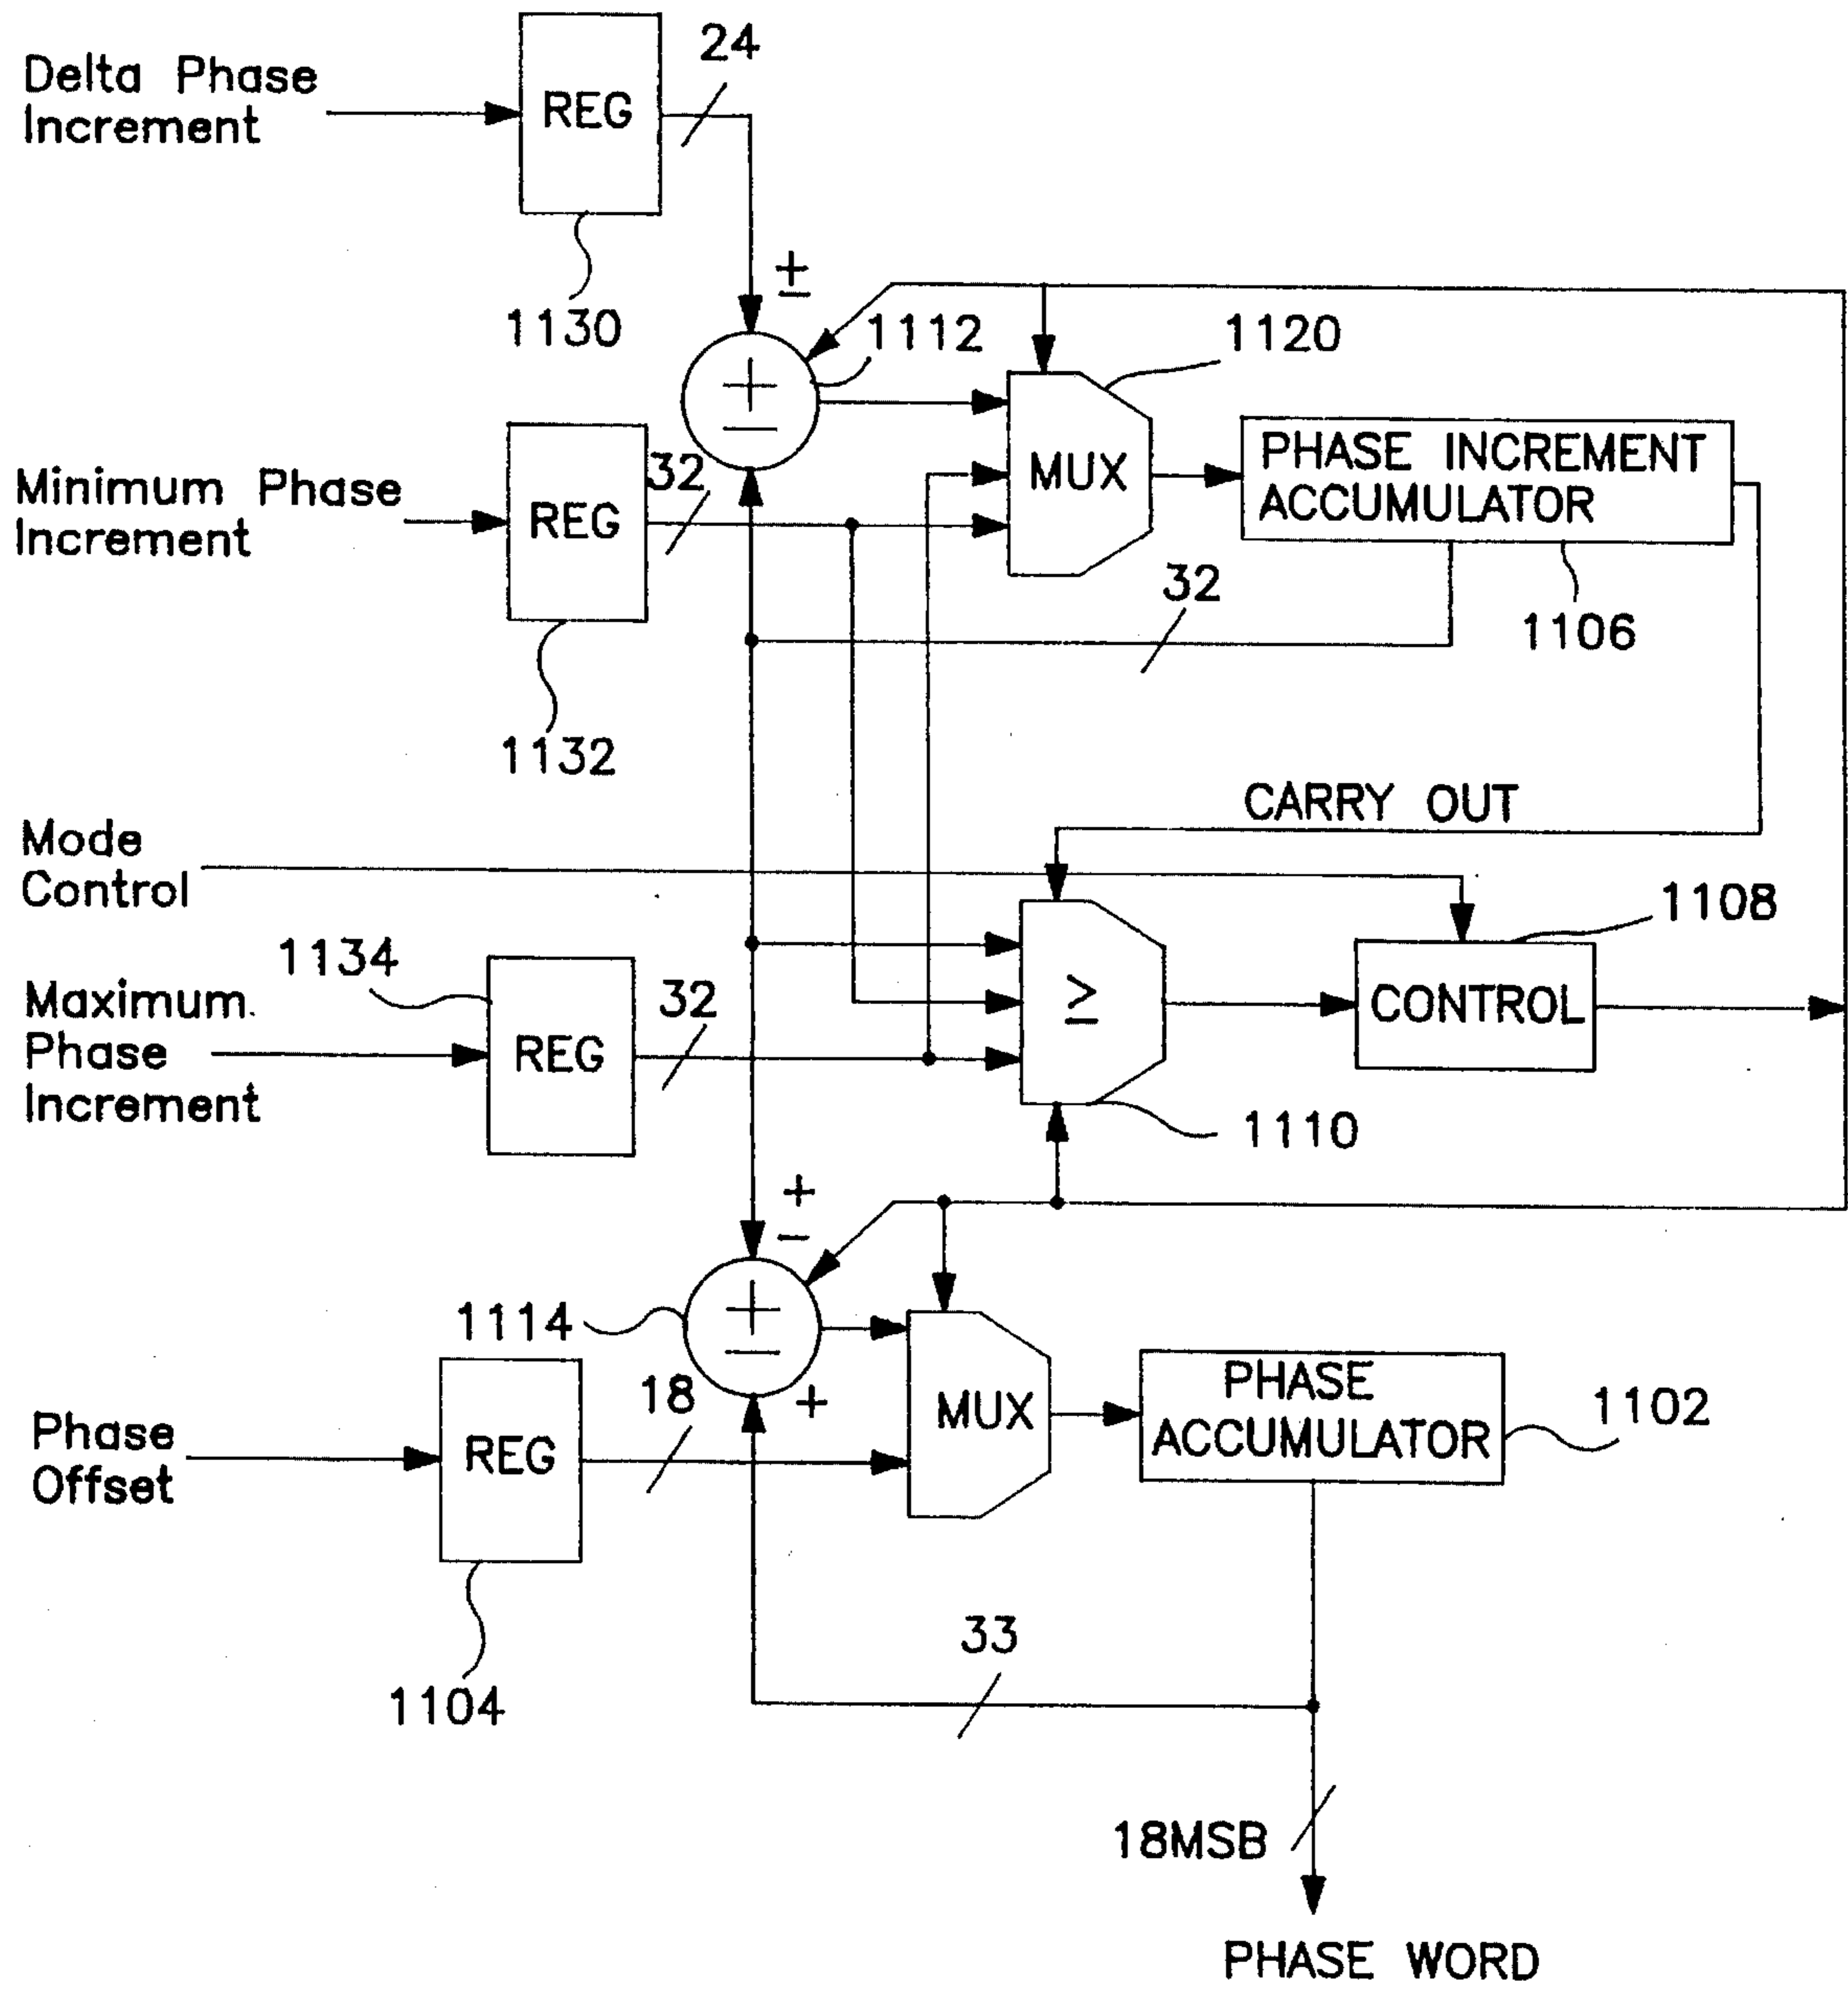 24
Delta Phase
Increment
REG
1130
±
1112
1120
±
Minimum Phase
Increment
REG
32
MUX
PHASE INCREMENT
ACCUMULATOR
32
1106
1132
CARRY OUT
Mode
Control
1108
1134
Maximum
Phase
Increment
REG
32
≥
CONTROL
1110
+
−
1114
±
+
18
Phase
Offset
REG
MUX
PHASE
ACCUMULATOR
1102
1104
33
18MSB
PHASE WORD